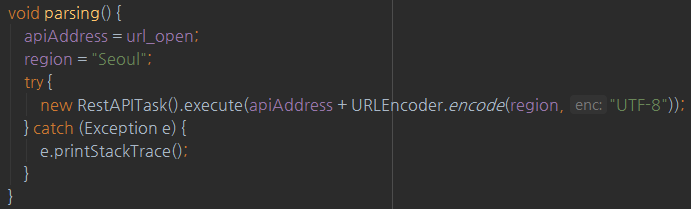 void parsing() {
apiAddress = url_open;
region = "Seoul";
try {
new RestAPITask().execute(apiAddress + URLEncoder.encode(region, enc: "UTF-8"));
} catch (Exception e) {
e.printStackTrace();
}
}